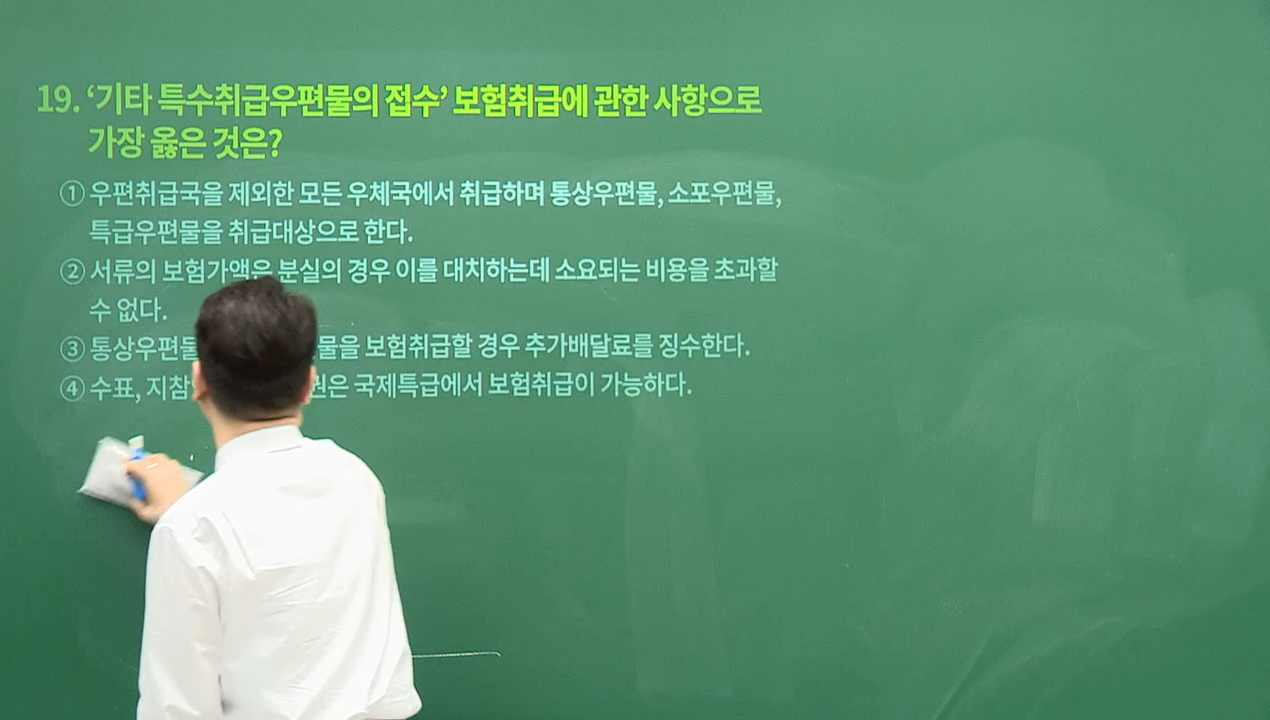 19. ‘기타 특수취급우편물의 접수’ 보험취급에 관한 사항으로
가장 옳은 것은?
① 우편취급국을 제외한 모든 우체국에서 취급하며 통상우편물, 소포우편물,
특급우편물을 취급대상으로 한다.
② 서류의 보험가액은 분실의 경우 이를 대치하는데 소요되는 비용을 초과할
수 없다.
③ 통상우편물 보험취급할 경우 추가배달료를 징수한다.
④ 수표, 국제특급에서 보험취급이 가능하다.